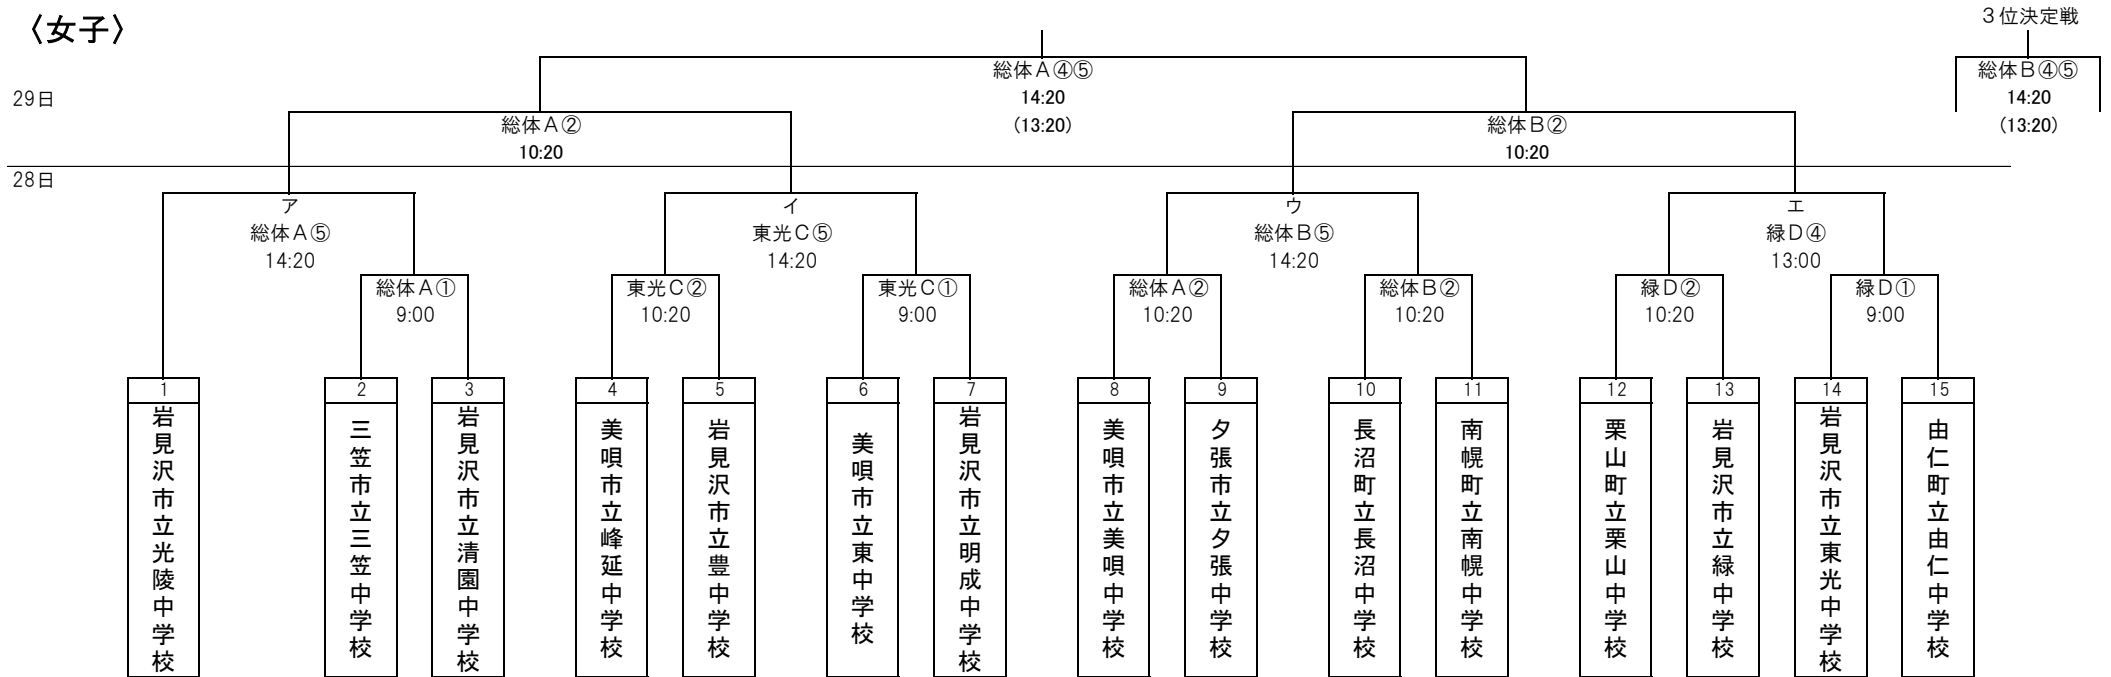 〈女子〉
３位決定戦
総体Ａ④⑤
14:20
(13:20)
総体Ｂ④⑤
14:20
(13:20)
29日
総体Ａ②
10:20
総体Ｂ②
10:20
28日
ア
総体Ａ⑤
14:20
イ
東光Ｃ⑤
14:20
ウ
総体Ｂ⑤
14:20
エ
緑Ｄ④
13:00
総体Ａ①
9:00
東光Ｃ②
10:20
東光Ｃ①
9:00
総体Ａ②
10:20
総体Ｂ②
10:20
緑Ｄ②
10:20
緑Ｄ①
9:00
1
岩見沢市立光陵中学校
2
三笠市立三笠中学校
3
岩見沢市立清園中学校
4
美唄市立峰延中学校
5
岩見沢市立豊中学校
6
美唄市立東中学校
7
岩見沢市立明成中学校
8
美唄市立美唄中学校
9
夕張市立夕張中学校
10
長沼町立長沼中学校
11
南幌町立南幌中学校
12
栗山町立栗山中学校
13
岩見沢市立緑中学校
14
岩見沢市立東光中学校
15
由仁町立由仁中学校